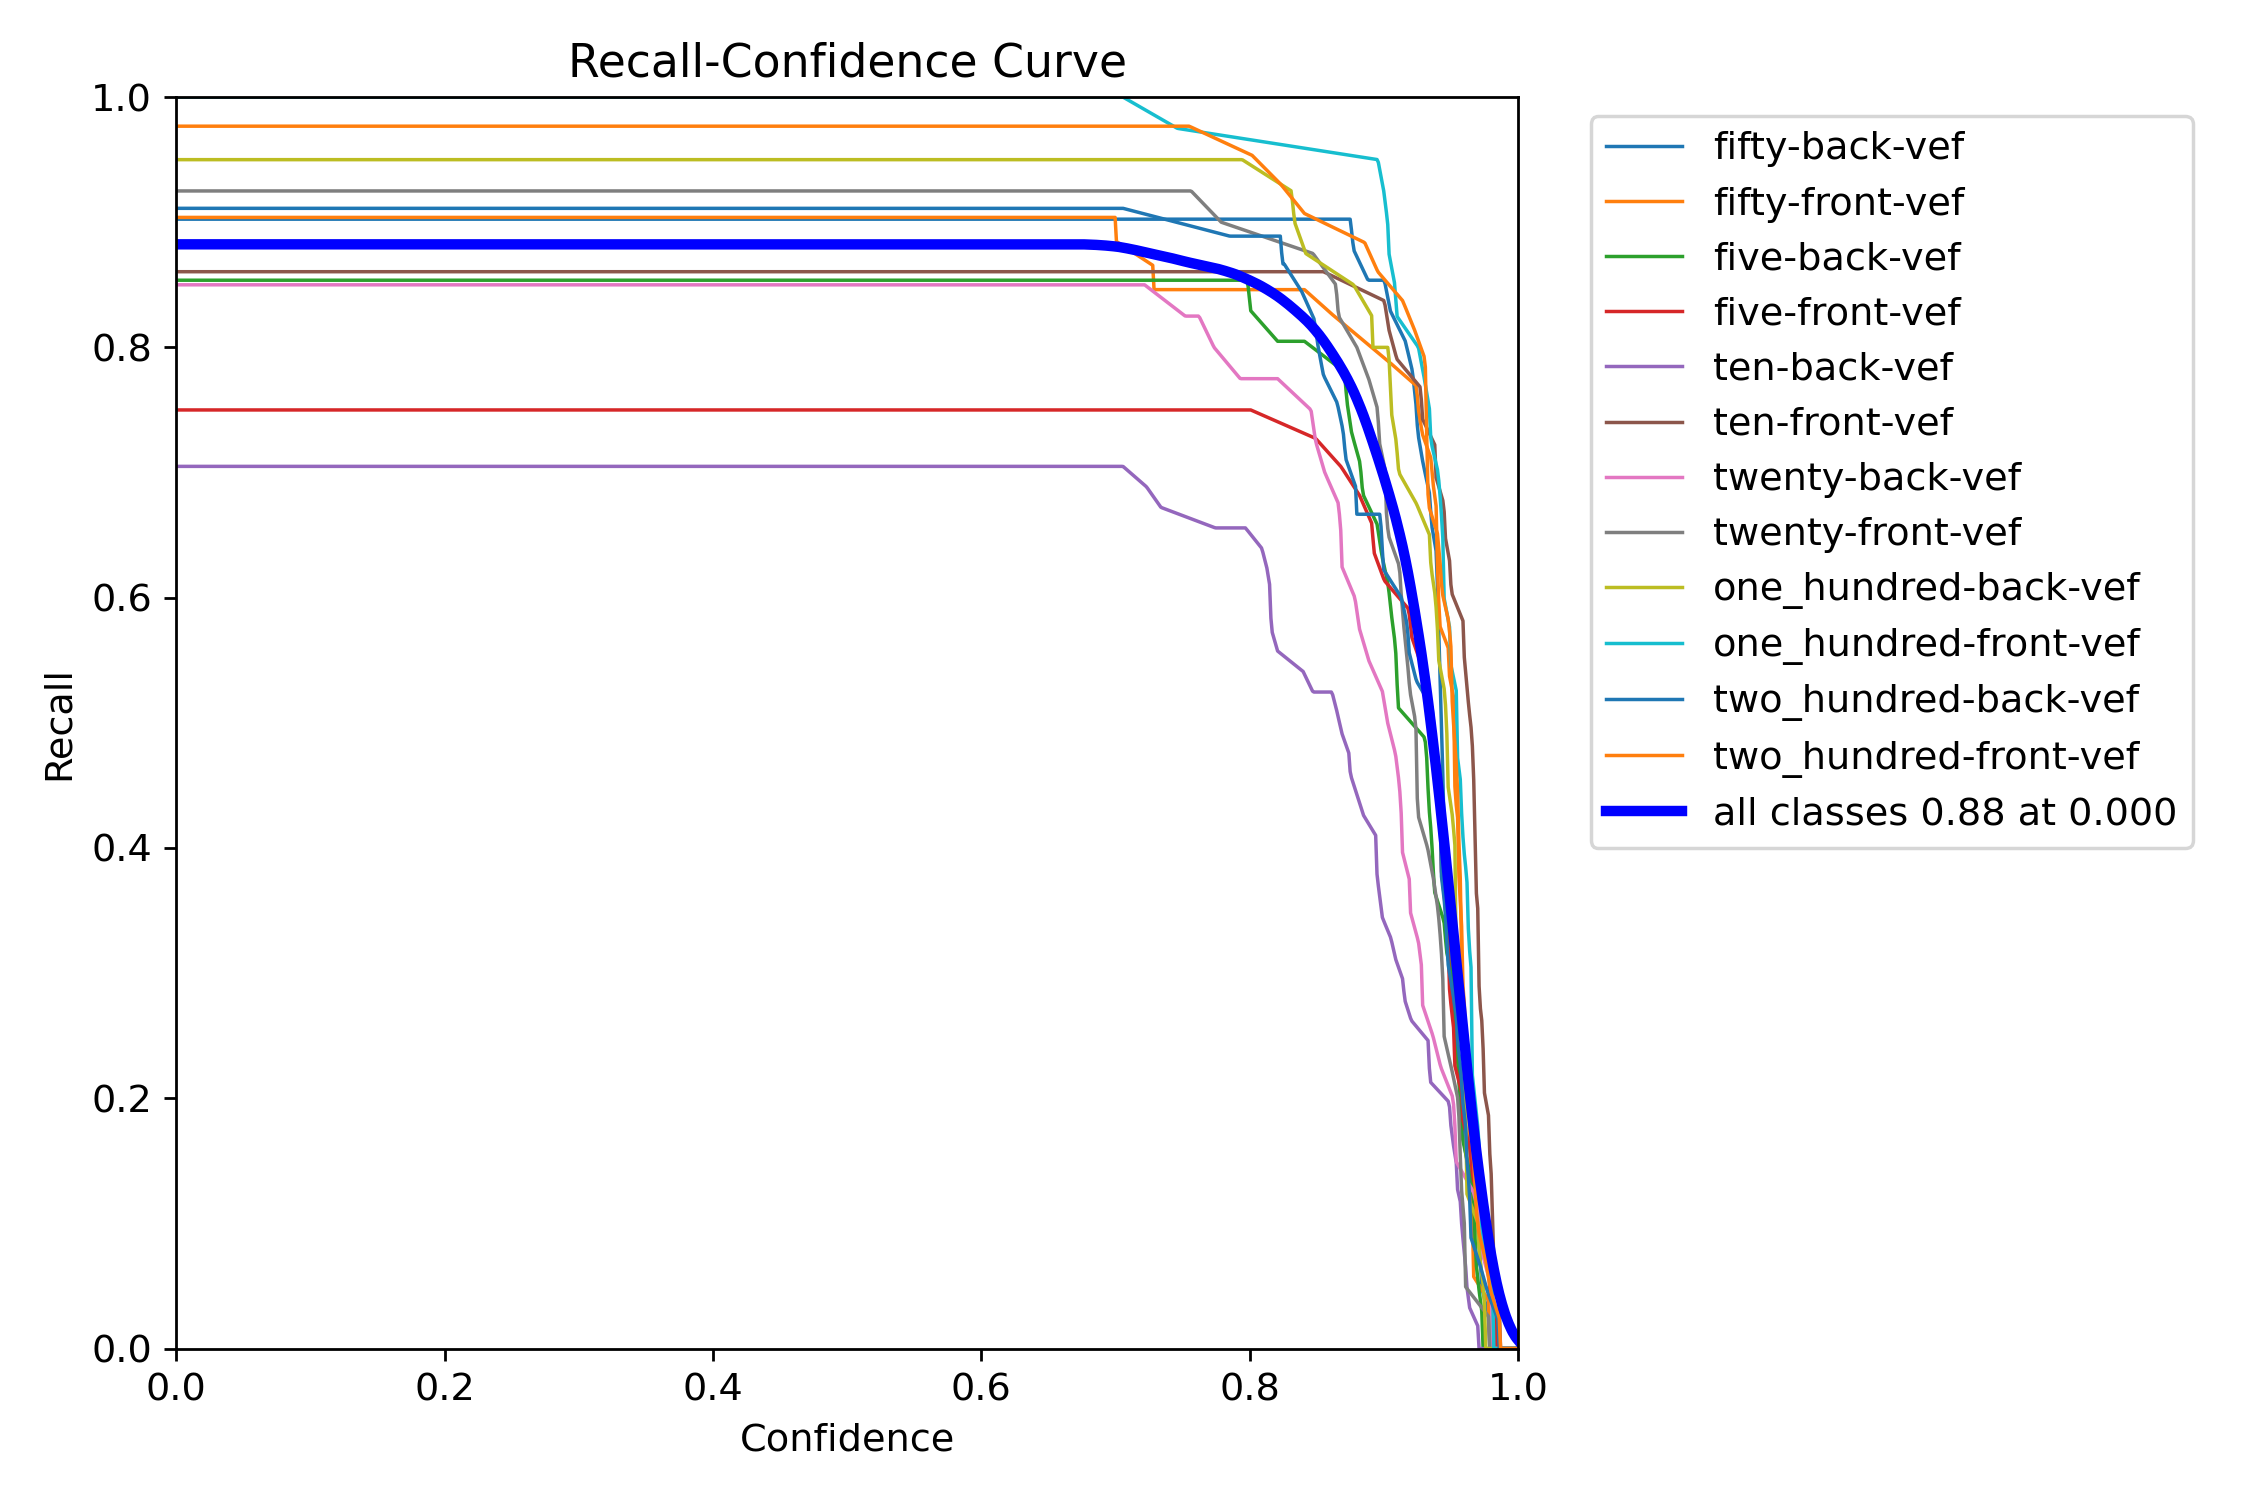 Recall-Confidence Curve
1.0
0.8
0.6
0.4
0.2
0.0
Recall
0.0 0.2 0.4 0.6 0.8 1.0
Confidence
fifty-back-vef
fifty-front-vef
five-back-vef
five-front-vef
ten-back-vef
ten-front-vef
twenty-back-vef
twenty-front-vef
one_hundred-back-vef
one_hundred-front-vef
two_hundred-back-vef
two_hundred-front-vef
all classes 0.88 at 0.000